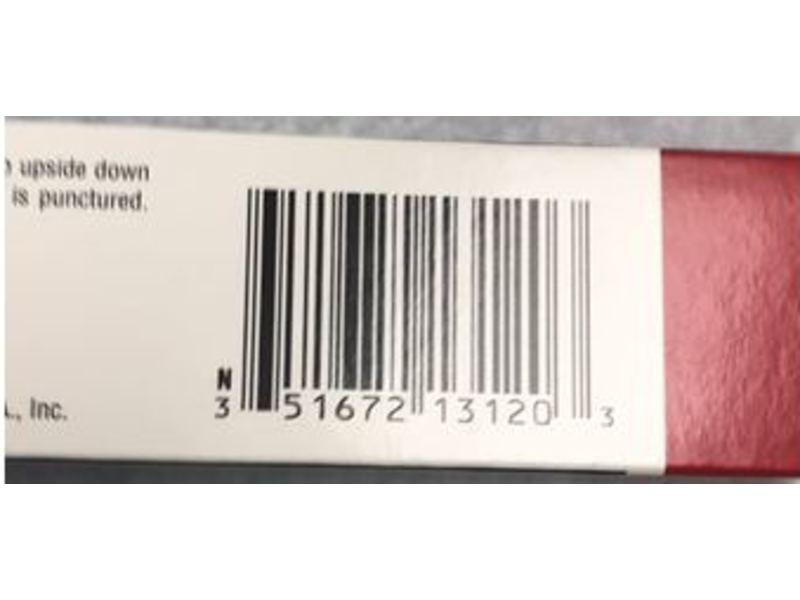 upside down
is punctured.
Inc.
N
3 51672 13120 3